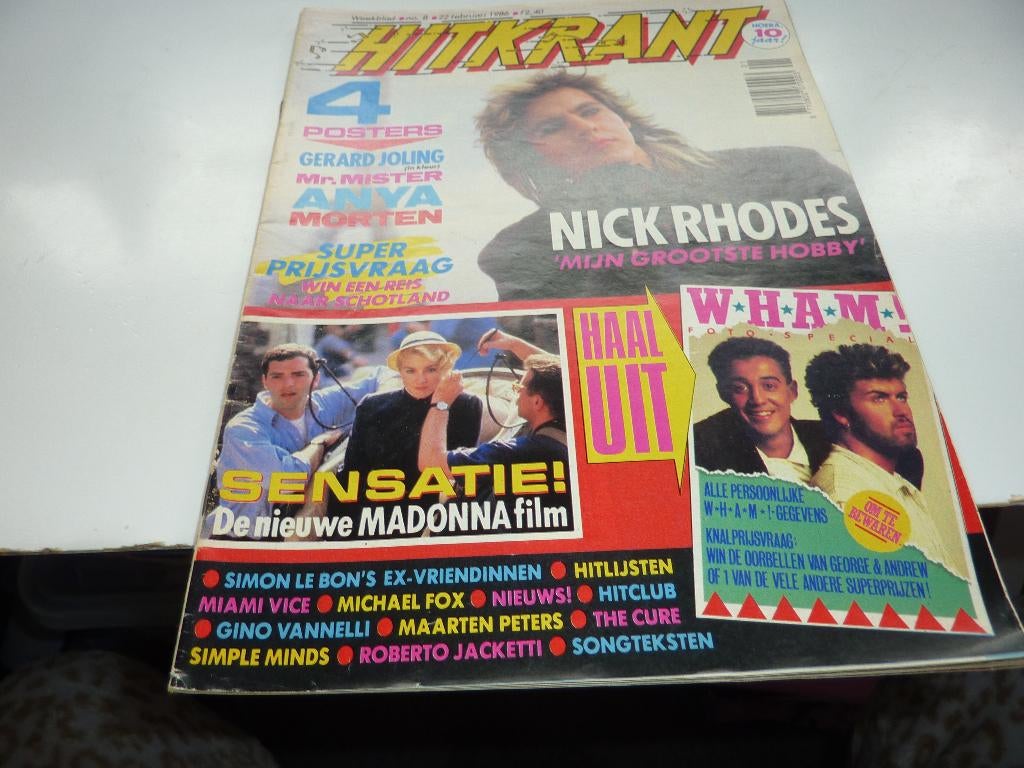 Weekblad • no. 8 • 22 februari 1986 • f2,40
HITKRANT
HOERA
10
jaar!
4
POSTERS
GERARD JOLING
(in kleur)
Mr. MISTER
ANYA
MORTEN
SUPER
PRIJSVRAAG
WIN EEN REIS
NAAR SCHOTLAND
NICK RHODES
'MIJN GROOTSTE HOBBY'
SENSATIE!
De nieuwe MADONNA film
HAAL
UIT
W★H★A★M★!
FOTO-SPECIAL
ALLE PERSOONLIJKE
W·H·A·M·!-GEGEVENS
OM TE
BEWAREN
KNALPRIJSVRAAG:
WIN DE OORBELLEN VAN GEORGE & ANDREW
OF 1 VAN DE VELE ANDERE SUPERPRIJZEN!
• SIMON LE BON'S EX-VRIENDINNEN • HITLIJSTEN
MIAMI VICE • MICHAEL FOX • NIEUWS! • HITCLUB
• GINO VANNELLI • MAARTEN PETERS • THE CURE
SIMPLE MINDS • ROBERTO JACKETTI • SONGTEKSTEN